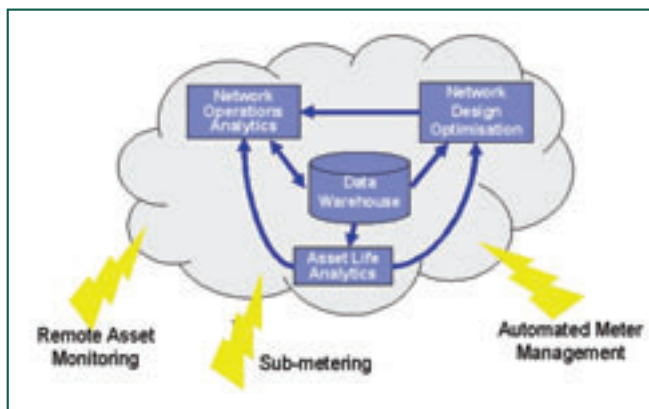 Network
Operations
Analytics
Network
Design
Optimisation
Data
Warehouse
Asset Life
Analytics
Remote Asset
Monitoring
Sub-metering
Automated Meter
Management